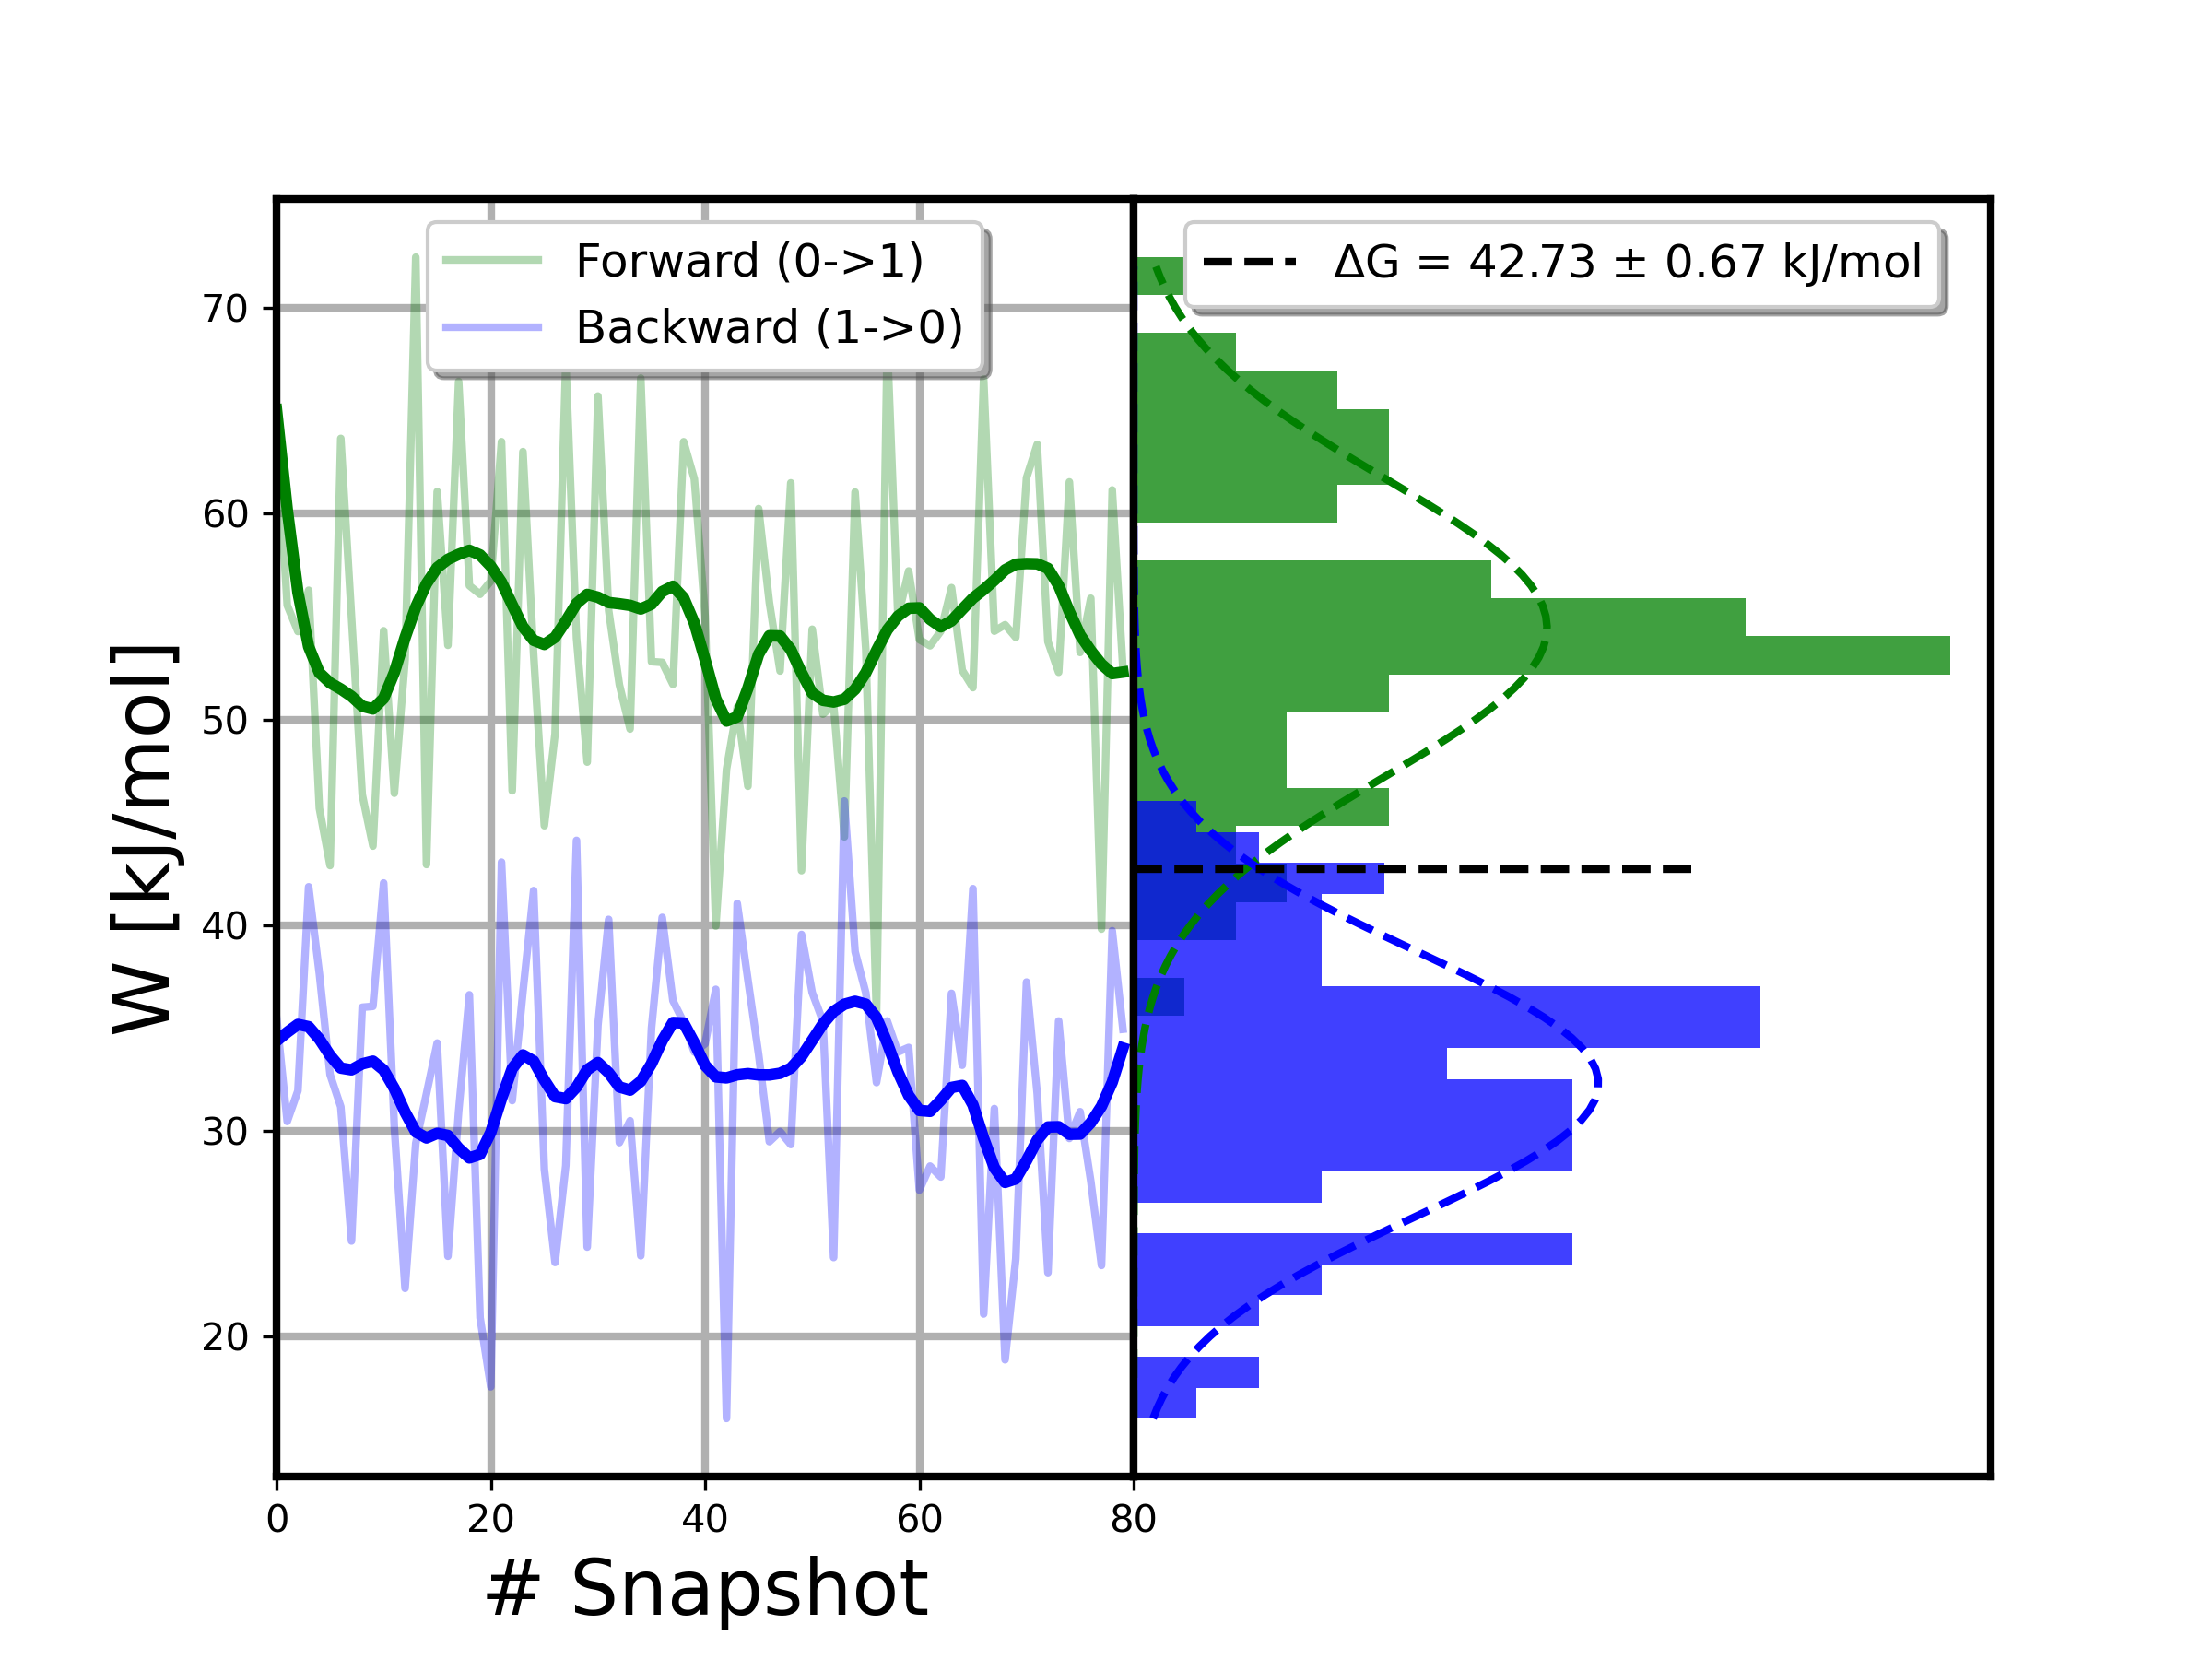 Forward (0->1)
Backward (1->0)
ΔG = 42.73 ± 0.67 kJ/mol
W [kJ/mol]
70
60
50
40
30
20
0
20
40
60
80
# Snapshot